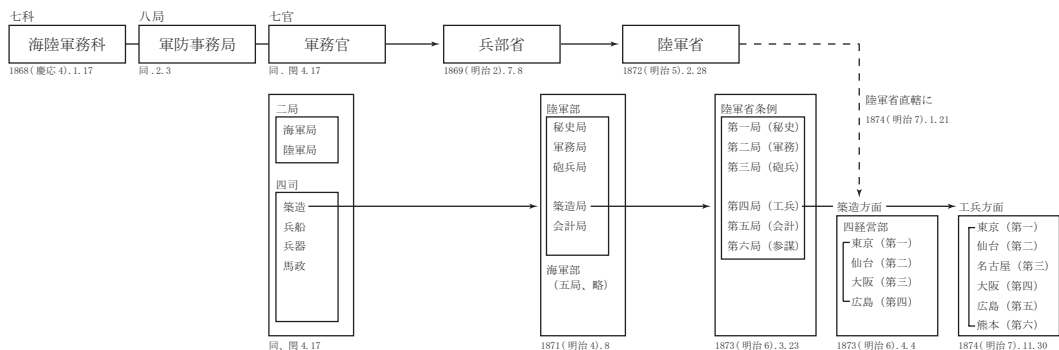 七科
海陸軍務科
1868(慶応 4).1.17
八局
軍防事務局
同.2.3
七官
軍務官
同.閏4.17
兵部省
1869(明治 2).7.8
陸軍省
1872(明治 5).2.28
陸軍省直轄に
1874(明治 7).1.21
二局
海軍局
陸軍局
四司
築造
兵船
兵器
馬政
同、閏4.17
陸軍部
秘史局
軍務局
砲兵局
築造局
会計局
海軍部
(五局、略)
1871(明治 4).8
陸軍省条例
第一局(秘史)
第二局(軍務)
第三局(砲兵)
第四局(工兵)
第五局(会計)
第六局(参謀)
1873(明治 6).3.23
築造方面
四経営部
東京(第一)
仙台(第二)
大阪(第三)
広島(第四)
1873(明治 6).4.4
工兵方面
東京(第一)
仙台(第二)
名古屋(第三)
大阪(第四)
広島(第五)
熊本(第六)
1874(明治 7).11.30